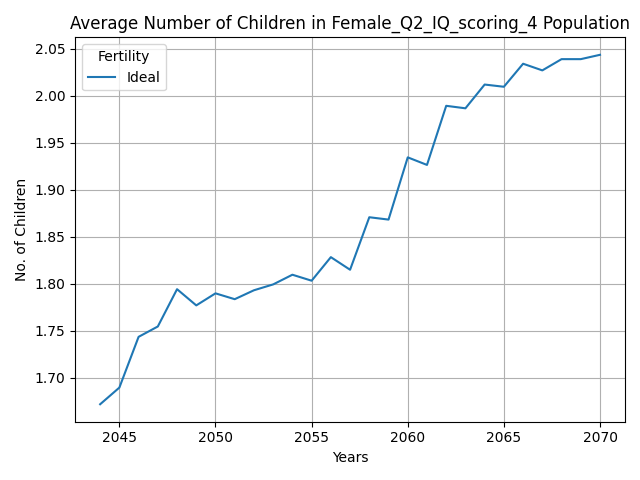 Average Number of Children in Female_Q2_IQ_scoring_4 Population
Fertility
Ideal
No. of Children
2.05
2.00
1.95
1.90
1.85
1.80
1.75
1.70
2045 2050 2055 2060 2065 2070
Years